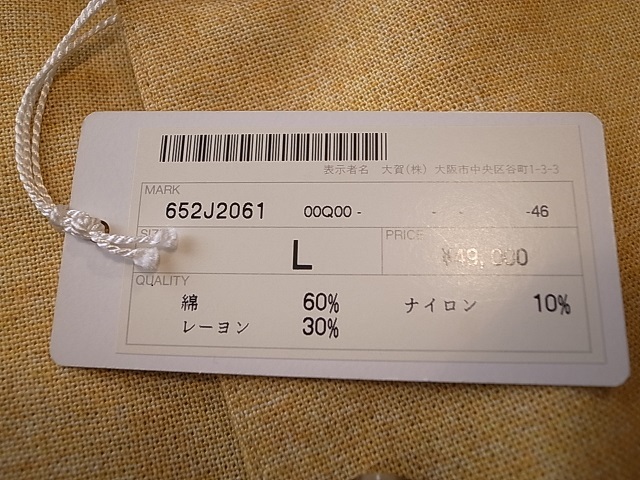 表示者名 大賀(株) 大阪市中央区谷町1-3-3
MARK
652J2061 00Q00 - - - -46
SIZE PRICE
L ¥49,000
QUALITY
綿 60% ナイロン 10%
レーヨン 30%